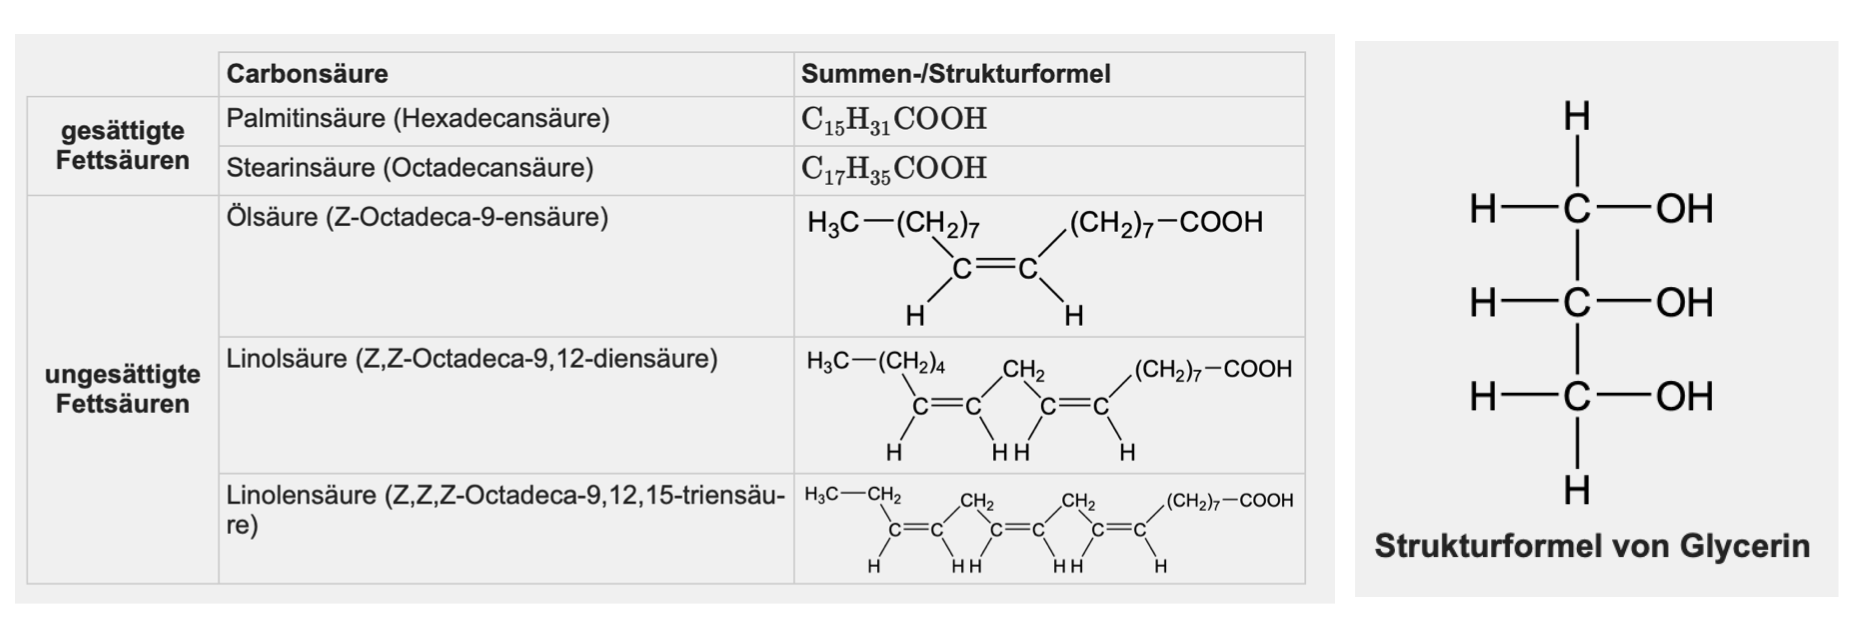 Carbonsäure
Summen-/Strukturformel
gesättigte
Fettsäuren
Palmitinsäure (Hexadecansäure)
C₁₅H₃₁COOH
Stearinsäure (Octadecansäure)
C₁₇H₃₅COOH
ungesättigte
Fettsäuren
Ölsäure (Z-Octadeca-9-ensäure)
H₃C—(CH₂)₇ (CH₂)₇—COOH
C=C
H H
Linolsäure (Z,Z-Octadeca-9,12-diensäure)
H₃C—(CH₂)₄ CH₂ (CH₂)₇—COOH
C=C C=C
H H H H
Linolensäure (Z,Z,Z-Octadeca-9,12,15-triensäu-
re)
H₃C—CH₂ CH₂ CH₂ (CH₂)₇—COOH
C=C C=C C=C
H H H H H H
H
H—C—OH
H—C—OH
H—C—OH
H
Strukturformel von Glycerin